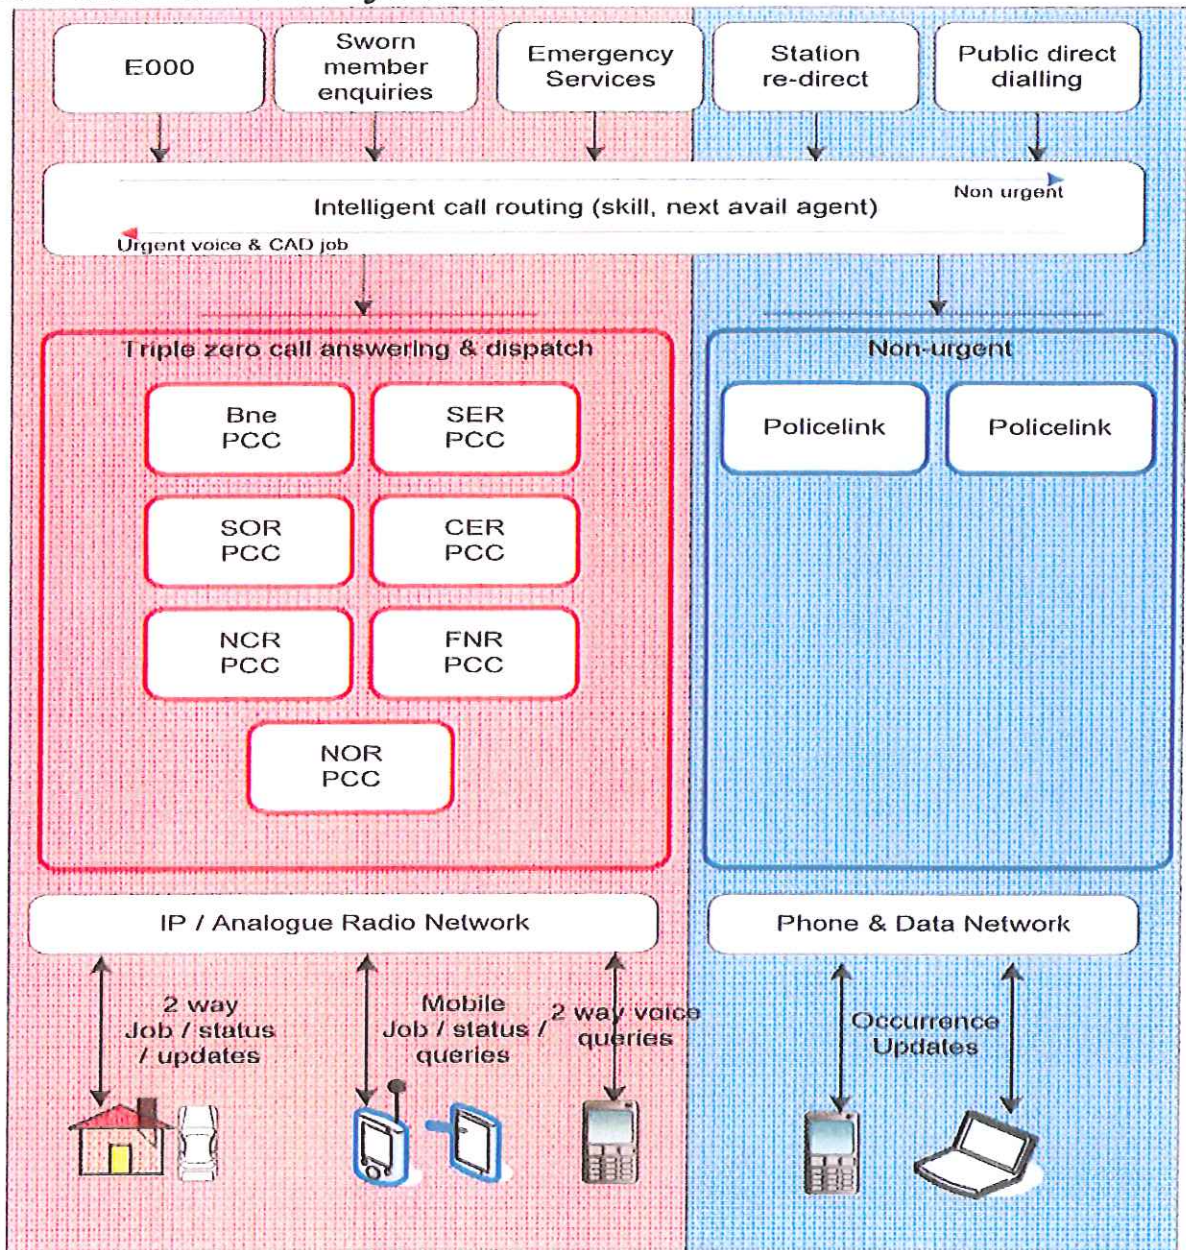 E000
Sworn
member
enquiries
Emergency
Services
Station
re-direct
Public direct
dialling
Non urgent
Intelligent call routing (skill, next avail agent)
Urgent voice & CAD job
Triple zero call answering & dispatch
Bne
PCC
SER
PCC
SOR
PCC
CER
PCC
NCR
PCC
FNR
PCC
NOR
PCC
Non-urgent
Policelink
Policelink
IP / Analogue Radio Network
Phone & Data Network
2 way
Job / status
/ updates
Mobile
Job / status /
queries
2 way voice
queries
Occurrence
Updates